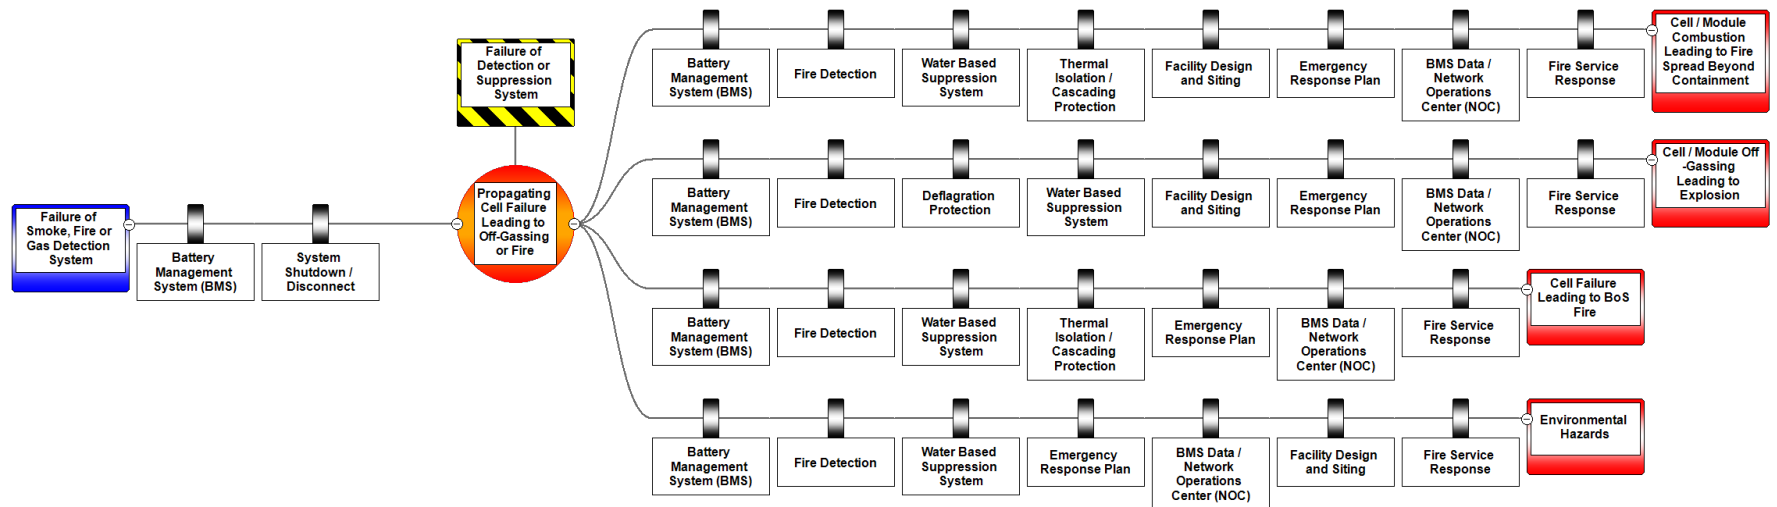 Failure of
Detection or
Suppression
System
Failure of
Smoke, Fire or
Gas Detection
System
Battery
Management
System (BMS)
System
Shutdown /
Disconnect
Propagating
Cell Failure
Leading to
Off-Gassing
or Fire
Battery
Management
System (BMS)
Fire Detection
Water Based
Suppression
System
Thermal
Isolation /
Cascading
Protection
Facility Design
and Siting
Emergency
Response Plan
BMS Data /
Network
Operations
Center (NOC)
Fire Service
Response
Cell / Module
Combustion
Leading to Fire
Spread Beyond
Containment
Battery
Management
System (BMS)
Fire Detection
Deflagration
Protection
Water Based
Suppression
System
Facility Design
and Siting
Emergency
Response Plan
BMS Data /
Network
Operations
Center (NOC)
Fire Service
Response
Cell / Module Off
-Gassing
Leading to
Explosion
Battery
Management
System (BMS)
Fire Detection
Water Based
Suppression
System
Thermal
Isolation /
Cascading
Protection
Emergency
Response Plan
BMS Data /
Network
Operations
Center (NOC)
Fire Service
Response
Cell Failure
Leading to BoS
Fire
Battery
Management
System (BMS)
Fire Detection
Water Based
Suppression
System
Emergency
Response Plan
BMS Data /
Network
Operations
Center (NOC)
Facility Design
and Siting
Fire Service
Response
Environmental
Hazards